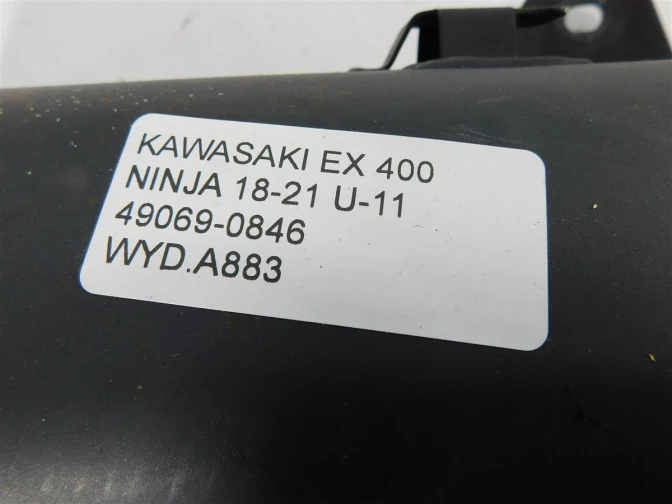 KAWASAKI EX 400
NINJA 18-21 U-11
49069-0846
WYD.A883